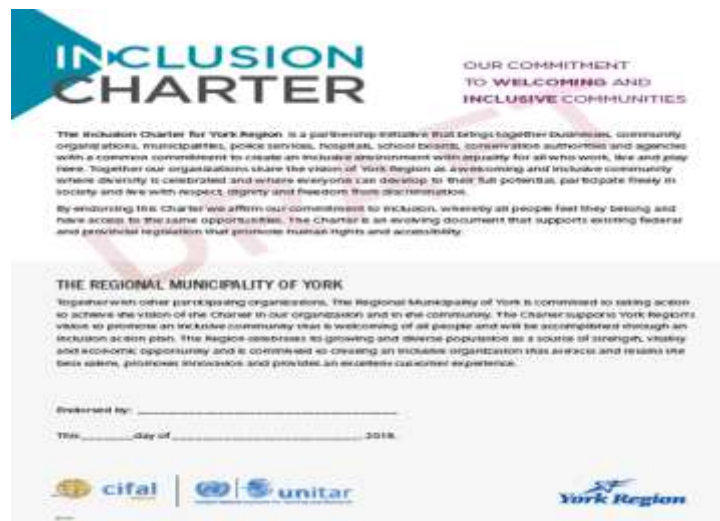 INCLUSION
CHARTER
OUR COMMITMENT
TO WELCOMING AND
INCLUSIVE COMMUNITIES
The Inclusion Charter for York Region is a partnership initiative that brings together businesses, community
organizations, municipalities, police services, hospitals, school boards, conservation authorities and agencies
with a common commitment to create an inclusive environment with equality for all who work, live and play
here. Together our organizations share the vision of York Region as a welcoming and inclusive community
where diversity is celebrated and where everyone can develop to their full potential, participate freely in
society and live with respect, dignity and freedom from discrimination.
By endorsing this Charter we affirm our commitment to inclusion, whereby all people feel they belong and
have access to the same opportunities. The Charter is an evolving document that supports existing federal
and provincial legislation that promote human rights and accessibility.
DRAFT
THE REGIONAL MUNICIPALITY OF YORK
Together with other participating organizations, The Regional Municipality of York is committed to taking action
to achieve the vision of the Charter in our organization and in the community. The Charter supports York Region's
vision to promote an inclusive community that is welcoming of all people and will be accomplished through an
inclusion action plan. The Region celebrates its growing and diverse population as a source of strength, vitality
and economic opportunity and is committed to creating an inclusive organization that attracts and retains the
best talent, promotes innovation and provides an excellent customer experience.
Endorsed by:
This day of 2018.
cifal
unitar
York Region